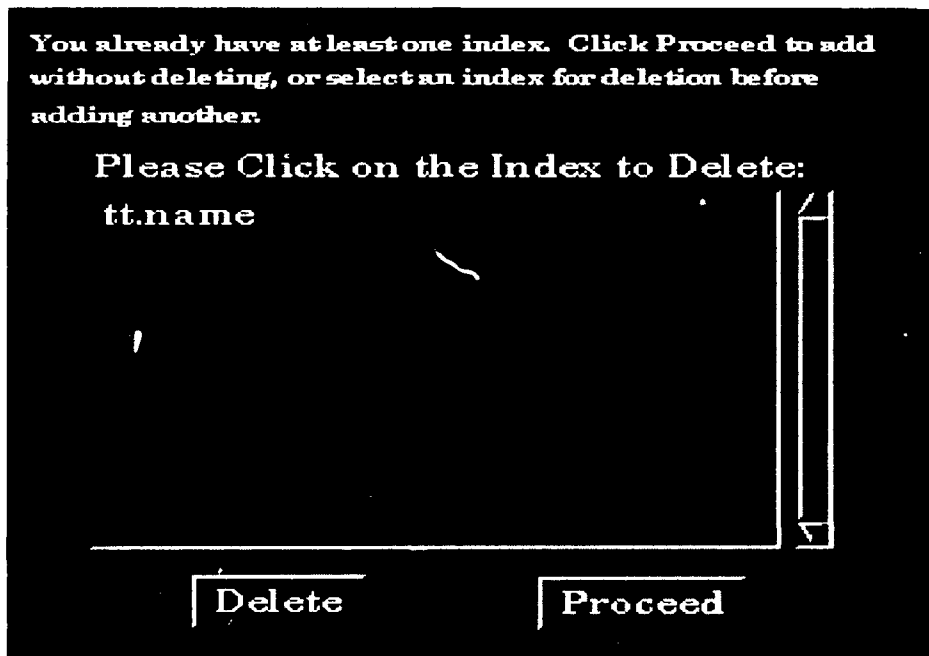 You already have at least one index. Click Proceed to add
without deleting, or select an index for deletion before
adding another.
Please Click on the Index to Delete:
tt.name
Delete
Proceed